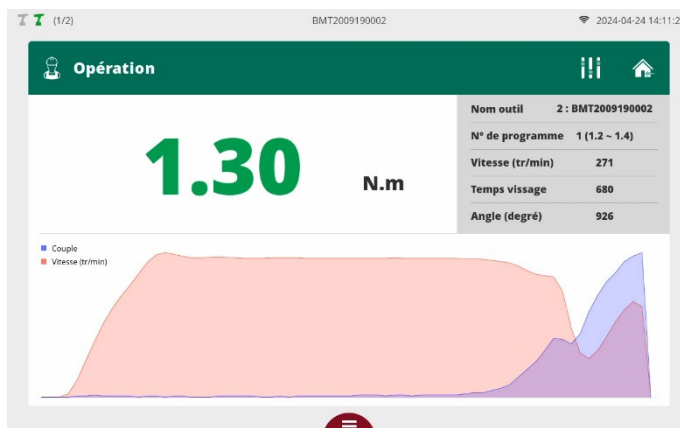 (1/2) BMT2009190002 2024-04-24 14:11:2
Opération
1.30 N.m
Nom outil 2 : BMT2009190002
N° de programme 1 (1.2 ~ 1.4)
Vitesse (tr/min) 271
Temps vissage 680
Angle (degré) 926
Couple
Vitesse (tr/min)